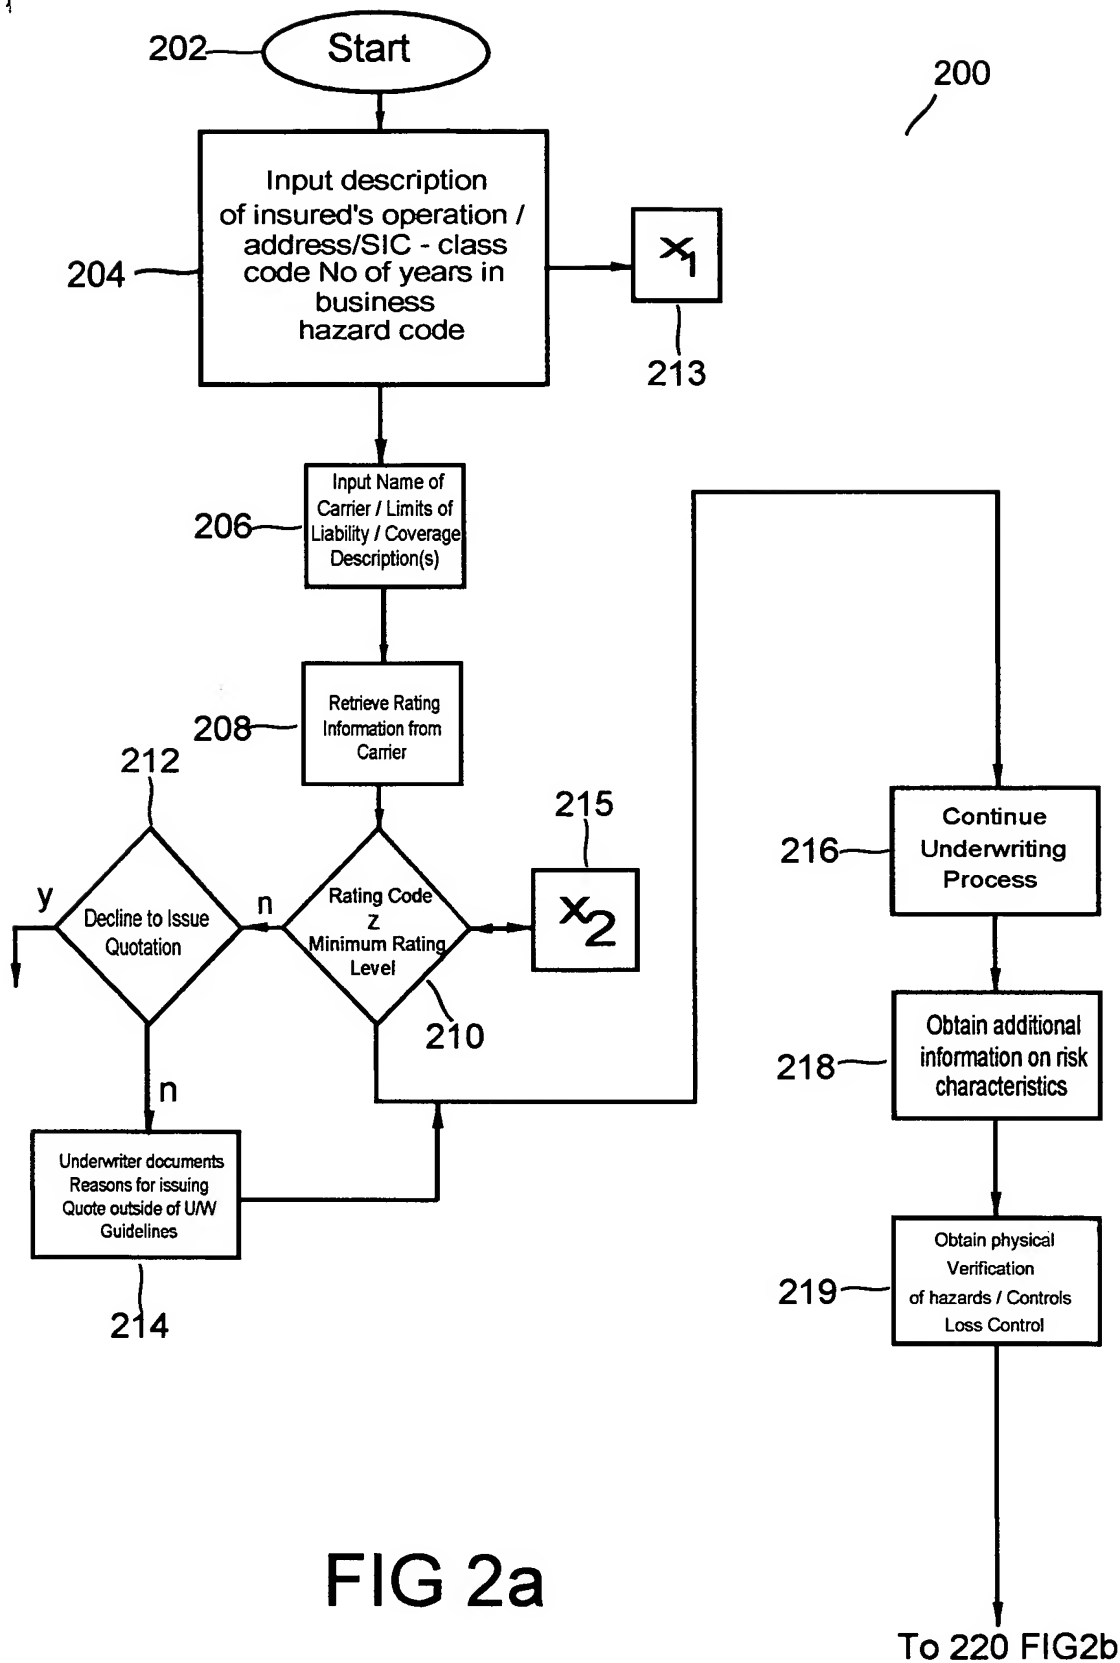 202
Start
200
Input description
of insured's operation /
address/SIC - class
code No of years in
business
hazard code
204
X1
213
Input Name of
Carrier / Limits of
Liability / Coverage
Description(s)
206
Retrieve Rating
Information from
Carrier
208
212
215
y
Decline to Issue
Quotation
n
Rating Code
z
Minimum Rating
Level
X2
210
n
Underwriter documents
Reasons for issuing
Quote outside of U/W
Guidelines
214
216
Continue
Underwriting
Process
218
Obtain additional
information on risk
characteristics
219
Obtain physical
Verification
of hazards / Controls
Loss Control
FIG 2a
To 220 FIG2b